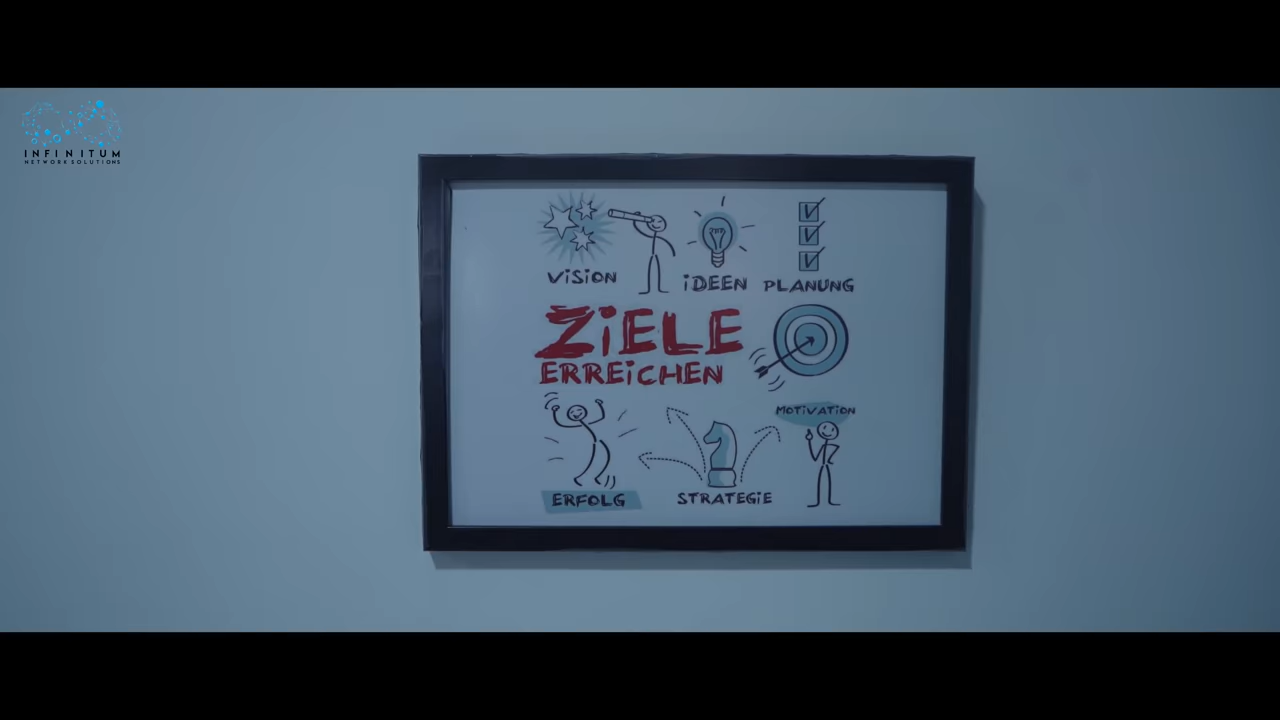 INFINITUM
NETWORK SOLUTIONS
ViSiON
iDEEN
PLANUNG
ZiELE
ERREiCHEN
MOTiVATiON
ERFOLG
STRATEGiE